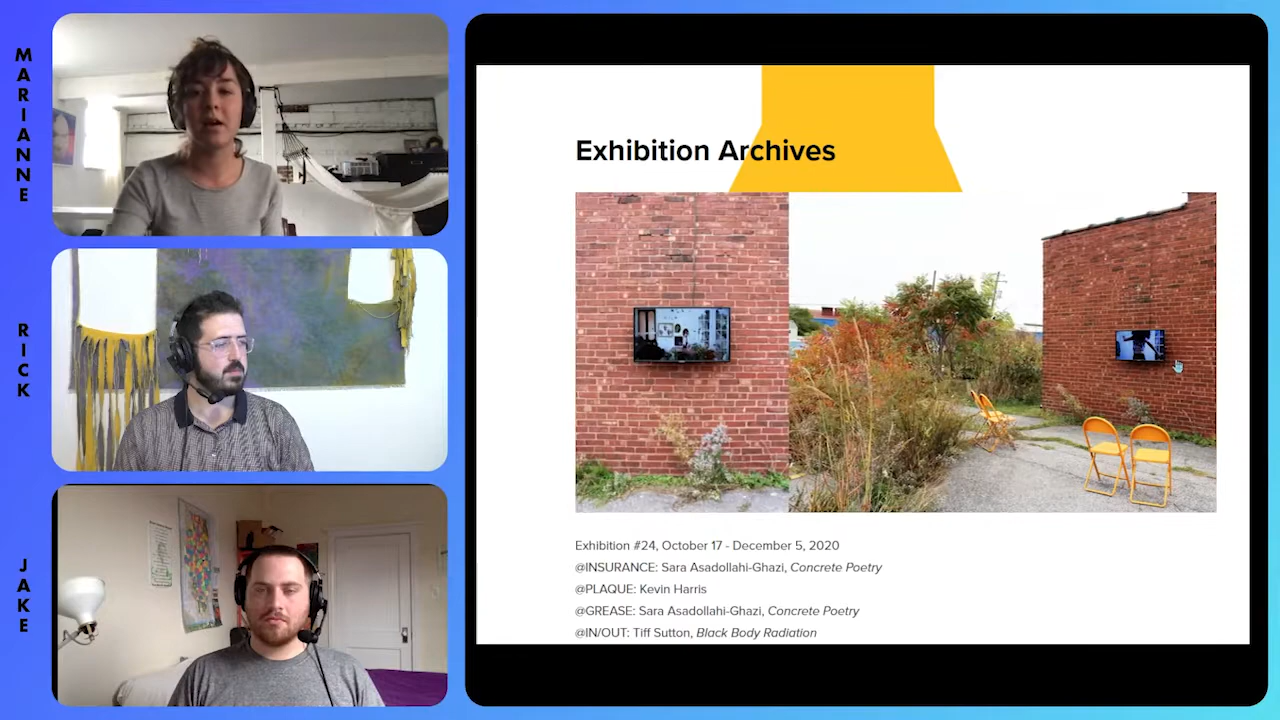 MARIANNE
RICK
JAKE
Exhibition Archives
Exhibition #24, October 17 - December 5, 2020
@INSURANCE: Sara Asadollahi-Ghazi, Concrete Poetry
@PLAQUE: Kevin Harris
@GREASE: Sara Asadollahi-Ghazi, Concrete Poetry
@IN/OUT: Tiff Sutton, Black Body Radiation